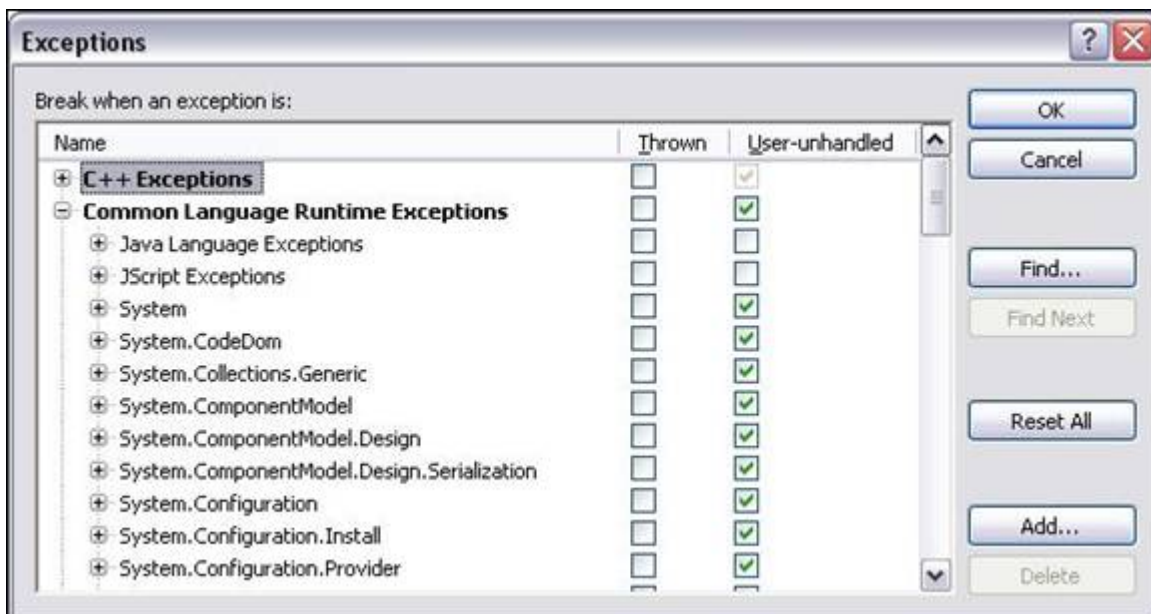 Exceptions
Break when an exception is:
Name Thrown User-unhandled
C++ Exceptions
Common Language Runtime Exceptions
Java Language Exceptions
JScript Exceptions
System
System.CodeDom
System.Collections.Generic
System.ComponentModel
System.ComponentModel.Design
System.ComponentModel.Design.Serialization
System.Configuration
System.Configuration.Install
System.Configuration.Provider
OK
Cancel
Find...
Find Next
Reset All
Add...
Delete